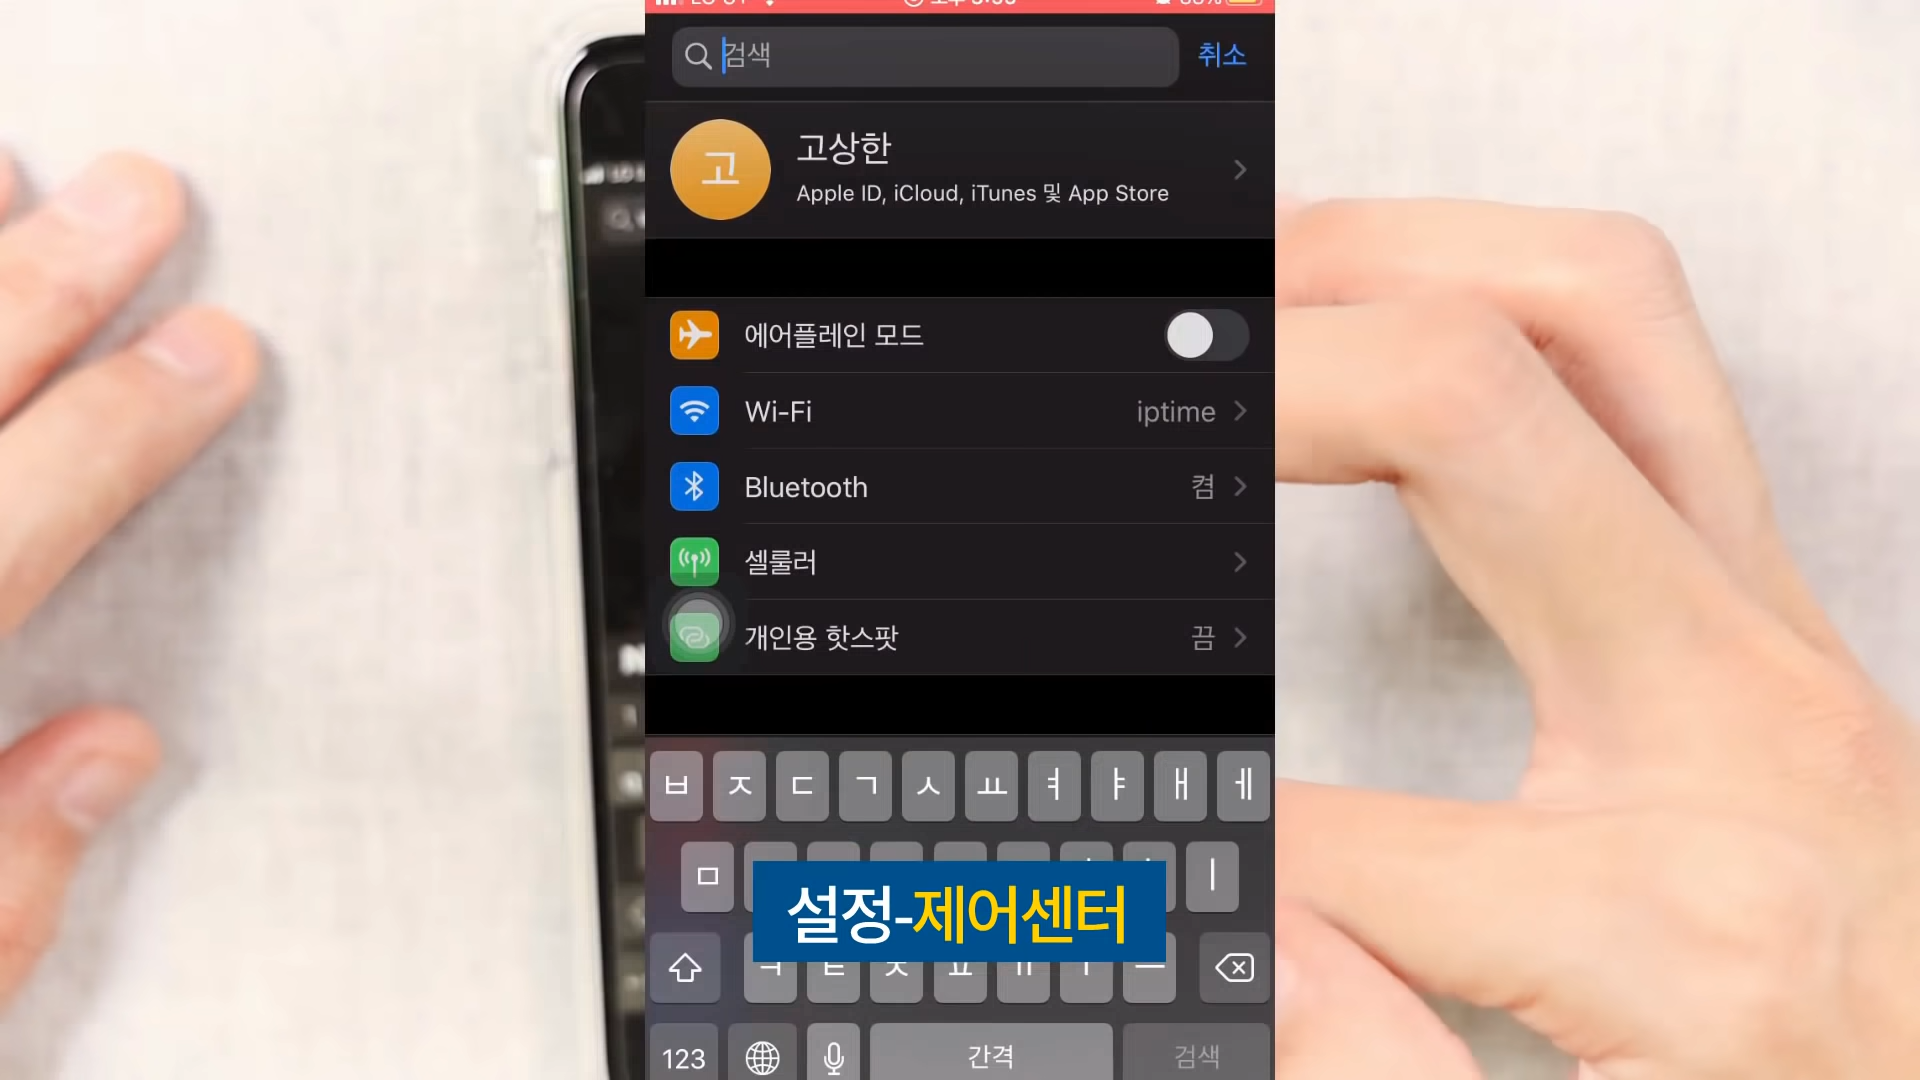 검색
취소
고
고상한
Apple ID, iCloud, iTunes 및 App Store
에어플레인 모드
Wi-Fi
iptime
Bluetooth
켬
셀룰러
개인용 핫스팟
끔
ㅂ ㅈ ㄷ ㄱ ㅅ ㅛ ㅕ ㅑ ㅐ ㅔ
ㅁ ㅣ
설정-제어센터
123
간격
검색